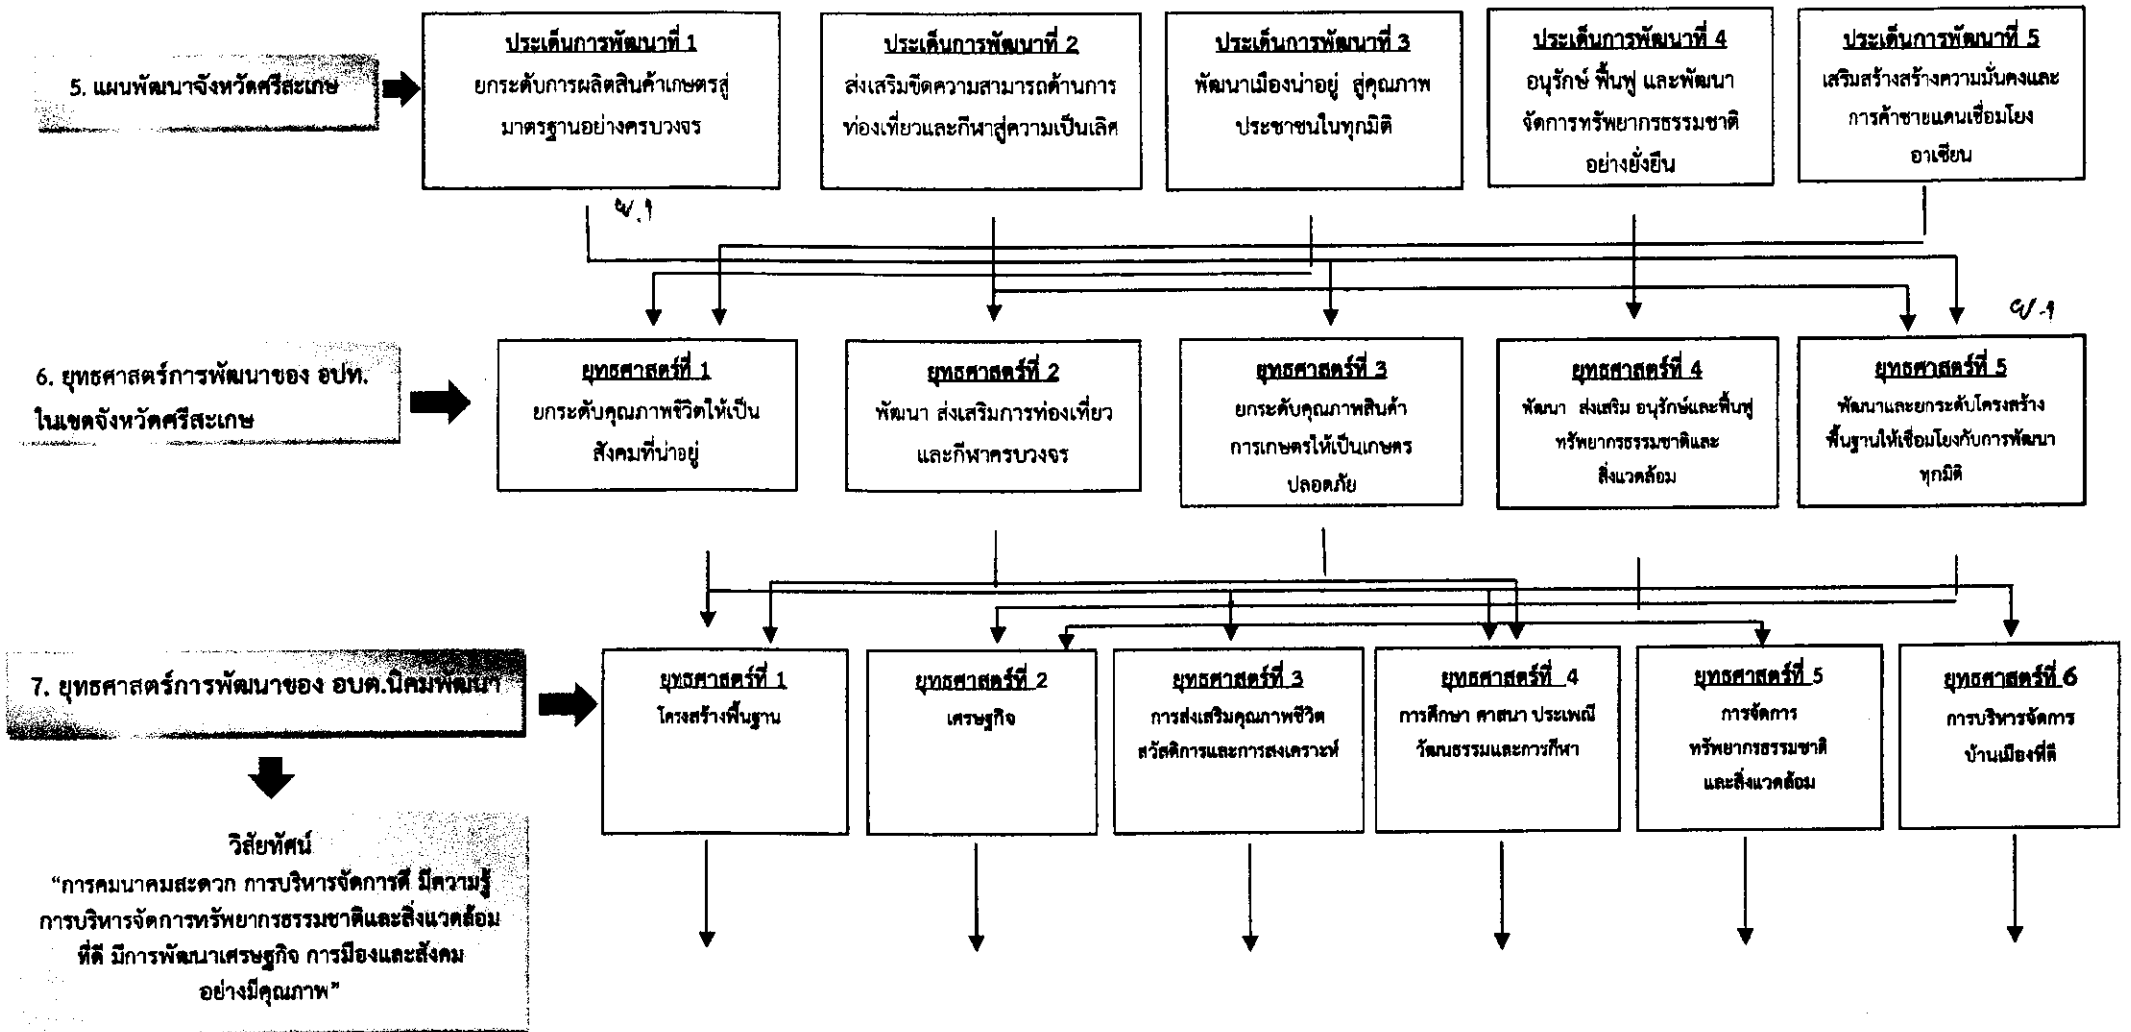 5. แผนพัฒนาจังหวัดศรีสะเกษ
ประเด็นการพัฒนาที่ 1
ยกระดับการผลิตสินค้าเกษตรสู่
มาตรฐานอย่างครบวงจร
ประเด็นการพัฒนาที่ 2
ส่งเสริมขีดความสามารถด้านการ
ท่องเที่ยวและกีฬาสู่ความเป็นเลิศ
ประเด็นการพัฒนาที่ 3
พัฒนาเมืองน่าอยู่ สู่คุณภาพ
ประชาชนในทุกมิติ
ประเด็นการพัฒนาที่ 4
อนุรักษ์ ฟื้นฟู และพัฒนา
จัดการทรัพยากรธรรมชาติ
อย่างยั่งยืน
ประเด็นการพัฒนาที่ 5
เสริมสร้างสร้างความมั่นคงและ
การค้าชายแดนเชื่อมโยง
อาเซียน
6. ยุทธศาสตร์การพัฒนาของ อปท.
ในเขตจังหวัดศรีสะเกษ
ยุทธศาสตร์ที่ 1
ยกระดับคุณภาพชีวิตให้เป็น
สังคมที่น่าอยู่
ยุทธศาสตร์ที่ 2
พัฒนา ส่งเสริมการท่องเที่ยว
และกีฬาครบวงจร
ยุทธศาสตร์ที่ 3
ยกระดับคุณภาพสินค้า
การเกษตรให้เป็นเกษตร
ปลอดภัย
ยุทธศาสตร์ที่ 4
พัฒนา ส่งเสริม อนุรักษ์และฟื้นฟู
ทรัพยากรธรรมชาติและ
สิ่งแวดล้อม
ยุทธศาสตร์ที่ 5
พัฒนาและยกระดับโครงสร้าง
พื้นฐานให้เชื่อมโยงกับการพัฒนา
ทุกมิติ
7. ยุทธศาสตร์การพัฒนาของ อบต.นิคมพัฒนา
ยุทธศาสตร์ที่ 1
โครงสร้างพื้นฐาน
ยุทธศาสตร์ที่ 2
เศรษฐกิจ
ยุทธศาสตร์ที่ 3
การส่งเสริมคุณภาพชีวิต
สวัสดิการและการสงเคราะห์
ยุทธศาสตร์ที่ 4
การศึกษา ศาสนา ประเพณี
วัฒนธรรมและการกีฬา
ยุทธศาสตร์ที่ 5
การจัดการ
ทรัพยากรธรรมชาติ
และสิ่งแวดล้อม
ยุทธศาสตร์ที่ 6
การบริหารจัดการ
บ้านเมืองที่ดี
วิสัยทัศน์
“การคมนาคมสะดวก การบริหารจัดการดี มีความรู้
การบริหารจัดการทรัพยากรธรรมชาติและสิ่งแวดล้อม
ที่ดี มีการพัฒนาเศรษฐกิจ การมืองและสังคม
อย่างมีคุณภาพ”